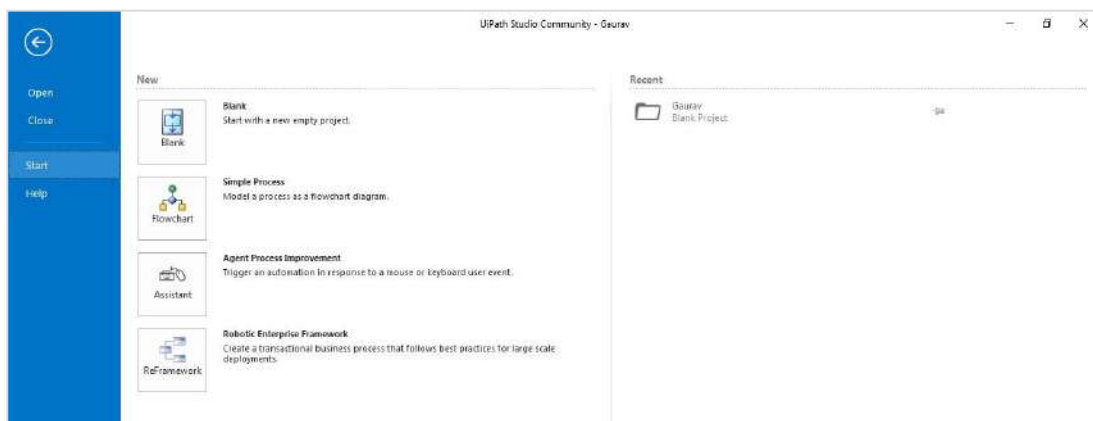 UiPath Studio Community - Gaurav
Open
Close
Start
Help
New
Blank
Blank
Start with a new empty project.
Flowchart
Simple Process
Model a process as a flowchart diagram.
Assistant
Agent Process Improvement
Trigger an automation in response to a mouse or keyboard user event.
ReFramework
Robotic Enterprise Framework
Create a transactional business process that follows best practices for large scale
deployments.
Recent
Gaurav
Blank Project